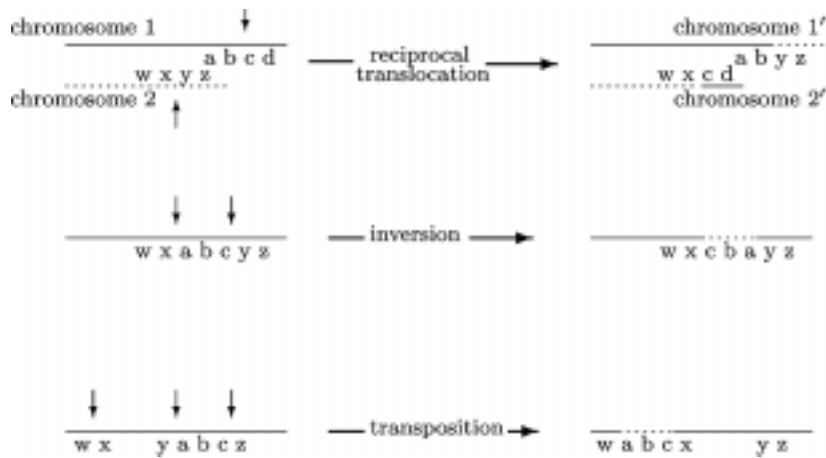 chromosome 1
a b c d
w x y z
chromosome 2
reciprocal
translocation
chromosome 1′
a b y z
w x c d
chromosome 2′
w x a b c y z
inversion
w x c b a y z
w x y a b c z
transposition
w a b c x y z